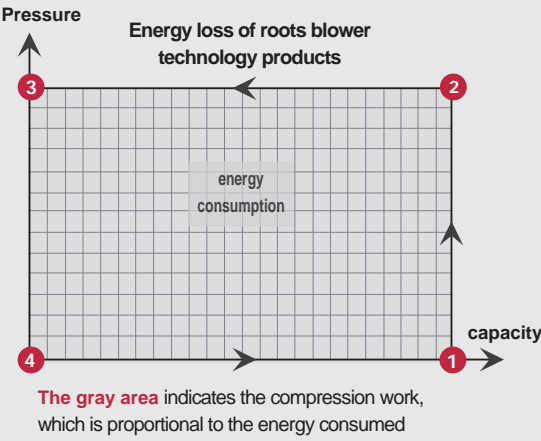 Pressure
Energy loss of roots blower
technology products
3
2
energy
consumption
capacity
4
1
The gray area indicates the compression work,
which is proportional to the energy consumed